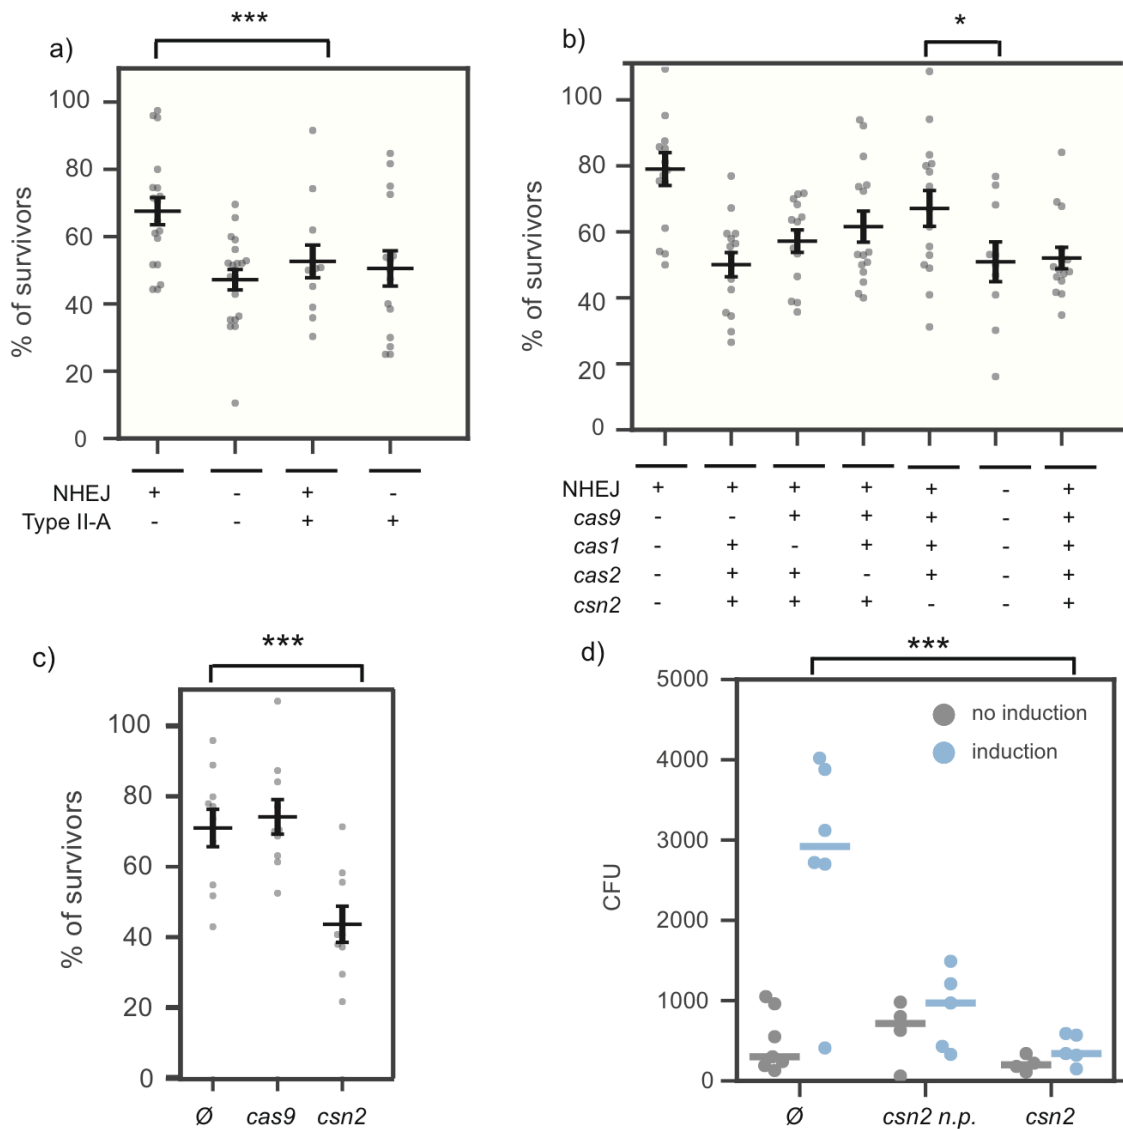 a)
***
% of survivors
100
80
60
40
20
0
NHEJ + - + -
Type II-A - - + +
b)
*
% of survivors
100
80
60
40
20
0
NHEJ + + + + + - +
cas9 - - + + + - +
cas1 - + - + + - +
cas2 - + + - + - +
csn2 - + + + - - +
c)
***
% of survivors
100
80
60
40
20
0
Ø cas9 csn2
d)
***
CFU
5000
4000
3000
2000
1000
0
no induction
induction
Ø csn2 n.p. csn2